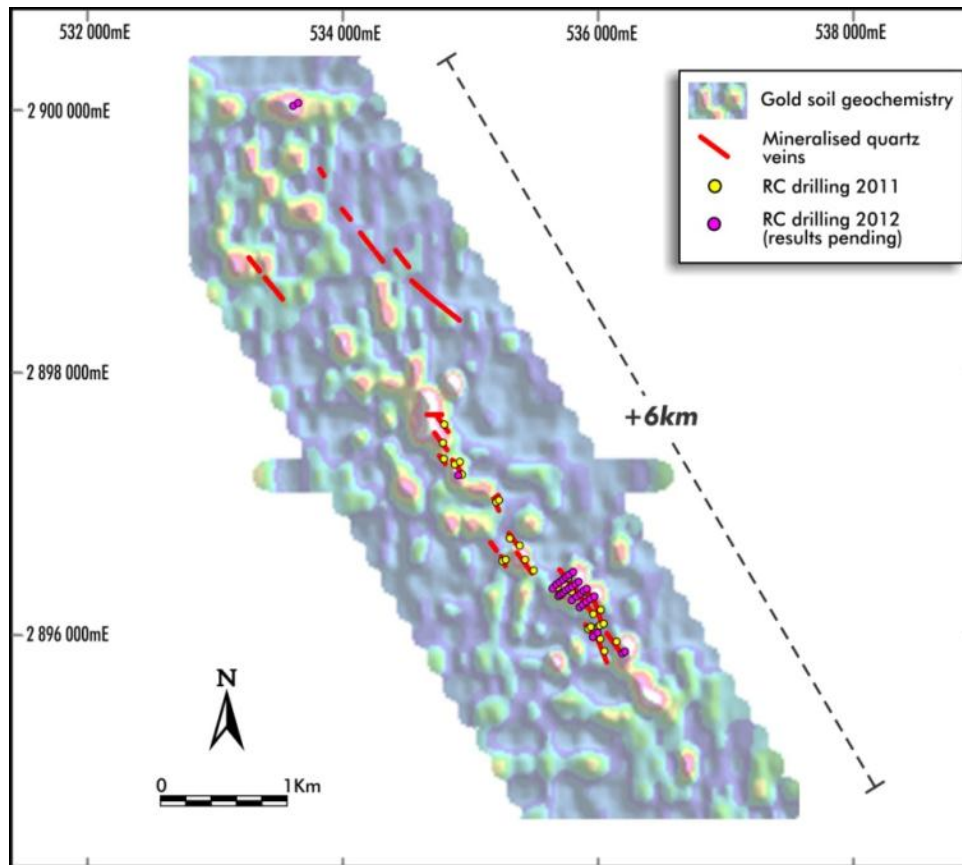 532 000mE
534 000mE
536 000mE
538 000mE
2 900 000mE
Gold soil geochemistry
Mineralised quartz
veins
RC drilling 2011
RC drilling 2012
(results pending)
2 898 000mE
+6km
2 896 000mE
N
0
1Km